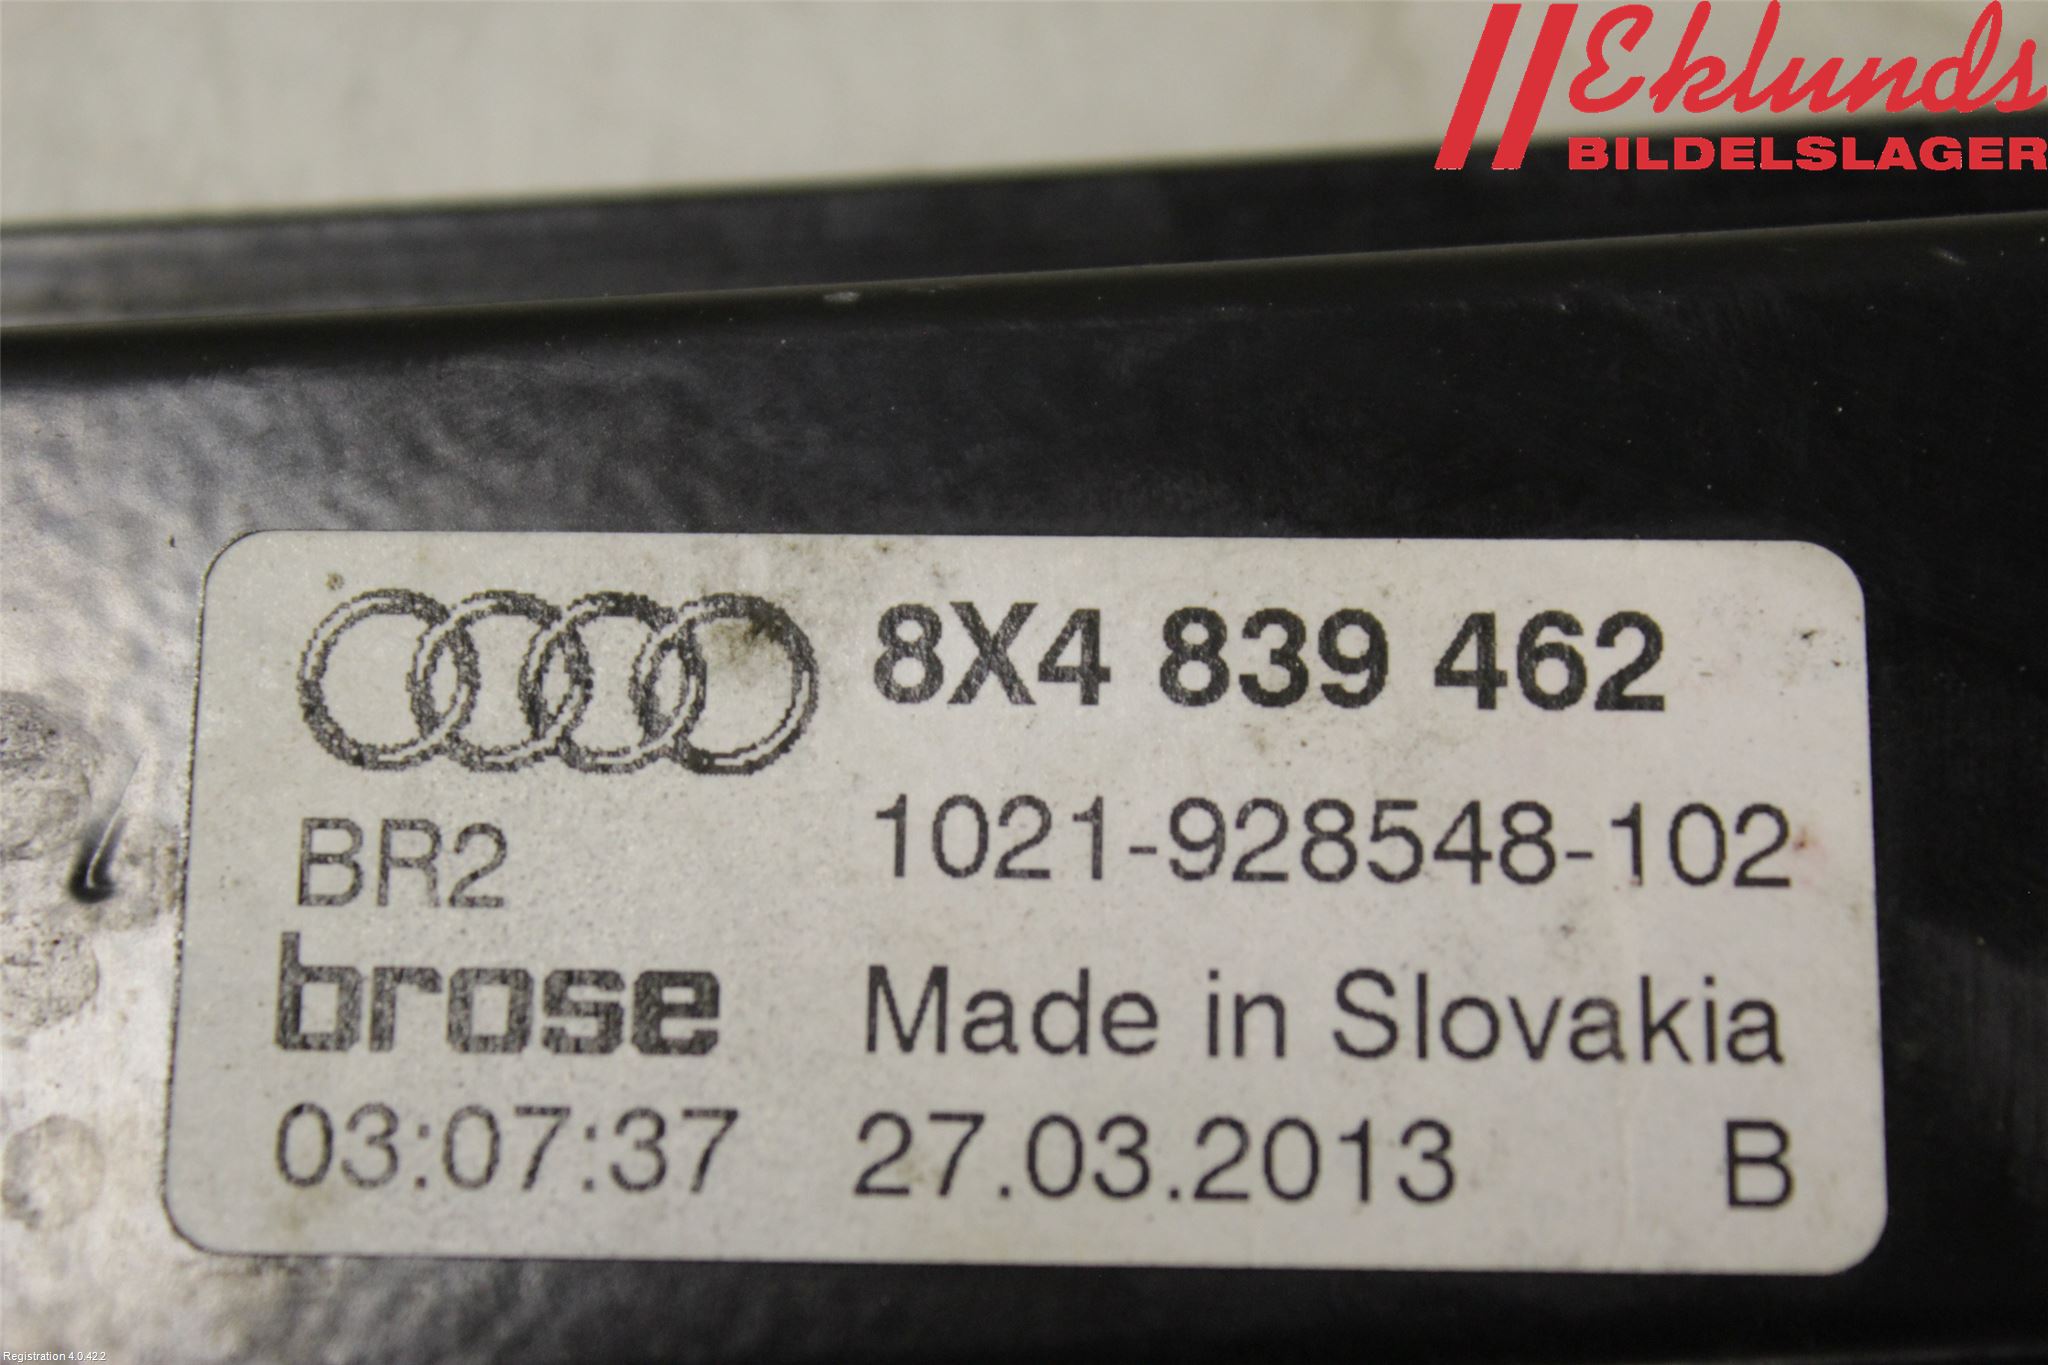 Eklunds
BILDELSLAGER
8X4 839 462
BR2 1021-928548-102
brose Made in Slovakia
03:07:37 27.03.2013 B
Registration 4.0.42.2